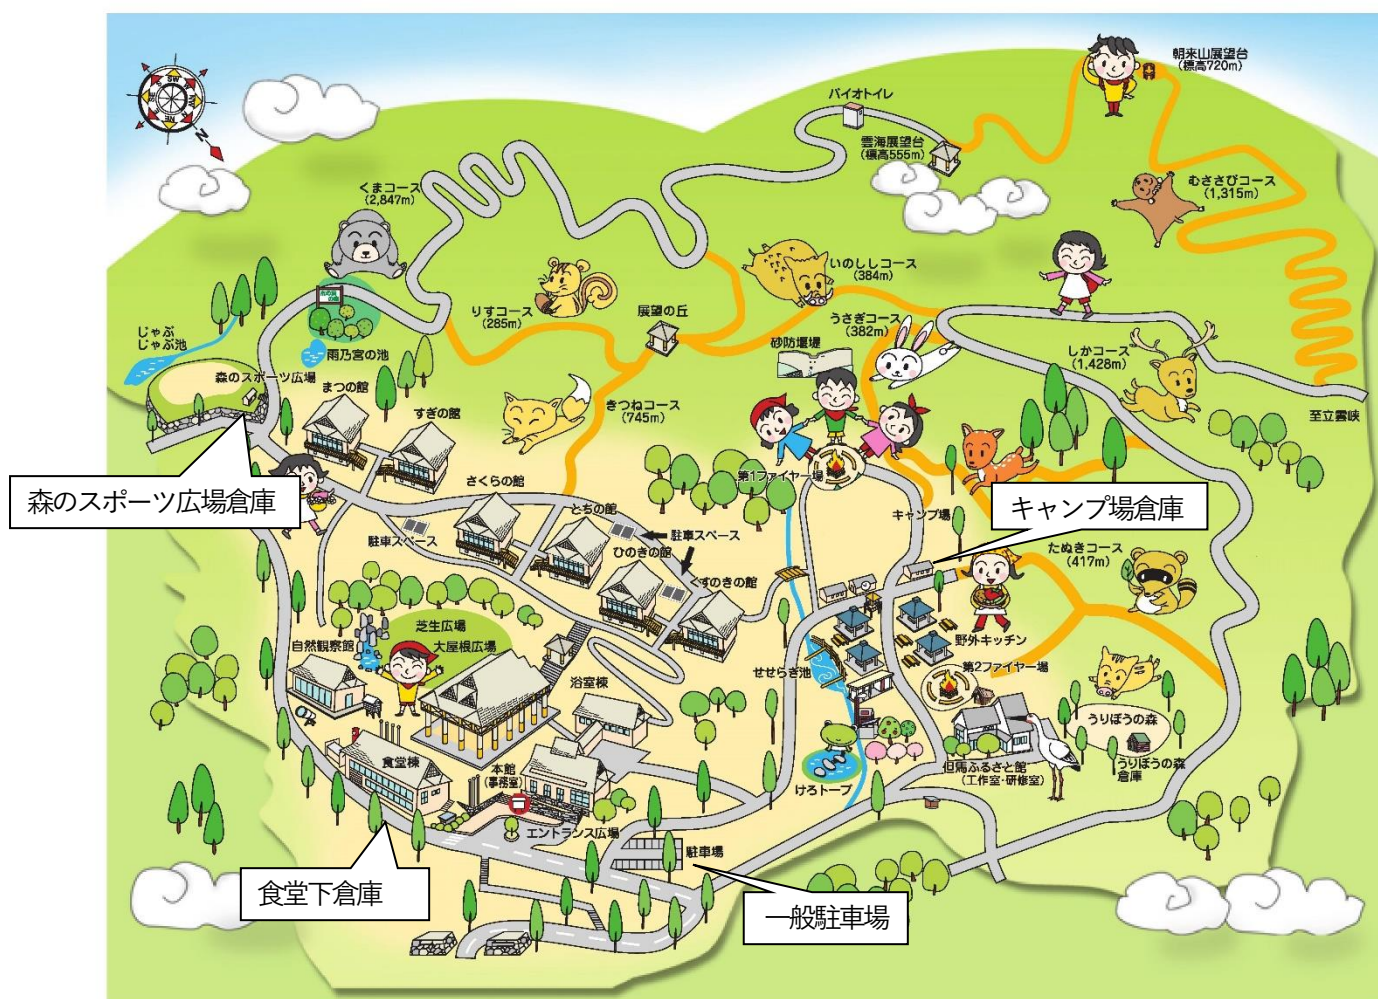 朝来山展望台
(標高720m)
バイオトイレ
雲海展望台
(標高555m)
SW
NE
N
くまコース
(2,847m)
むささびコース
(1,315m)
いのししコース
(384m)
りすコース
(285m)
展望の丘
うさぎコース
(382m)
じゃぶ
じゃぶ池
雨乃宮の池
砂防堰堤
しかコース
(1,428m)
森のスポーツ広場
まつの館
すぎの館
きつねコース
(745m)
至立雲峡
さくらの館
第1ファイヤー場
森のスポーツ広場倉庫
キャンプ場倉庫
とちの館
キャンプ場
駐車スペース
駐車スペース
ひのきの館
たぬきコース
(417m)
くすのきの館
芝生広場
自然観察館
大屋根広場
野外キッチン
せせらぎ池
第2ファイヤー場
浴室棟
うりぼうの森
食堂棟
本館
(事務室)
うりぼうの森
倉庫
但馬ふるさと館
(工作室・研修室)
けろトープ
エントランス広場
駐車場
食堂下倉庫
一般駐車場